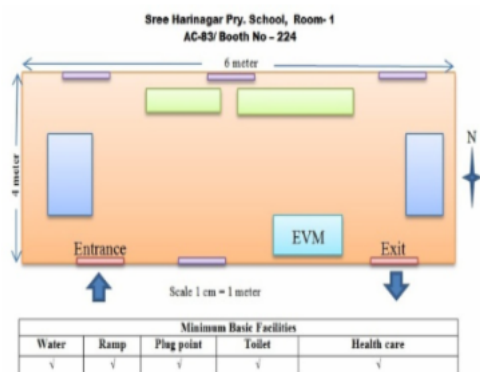 Sree Harinagar Pry. School, Room- 1
AC-83/ Booth No – 224
6 meter
4 meter
N
EVM
Entrance
Exit
Scale 1 cm = 1 meter
Minimum Basic Facilities
Water Ramp Plug point Toilet Health care
√ √ √ √ √